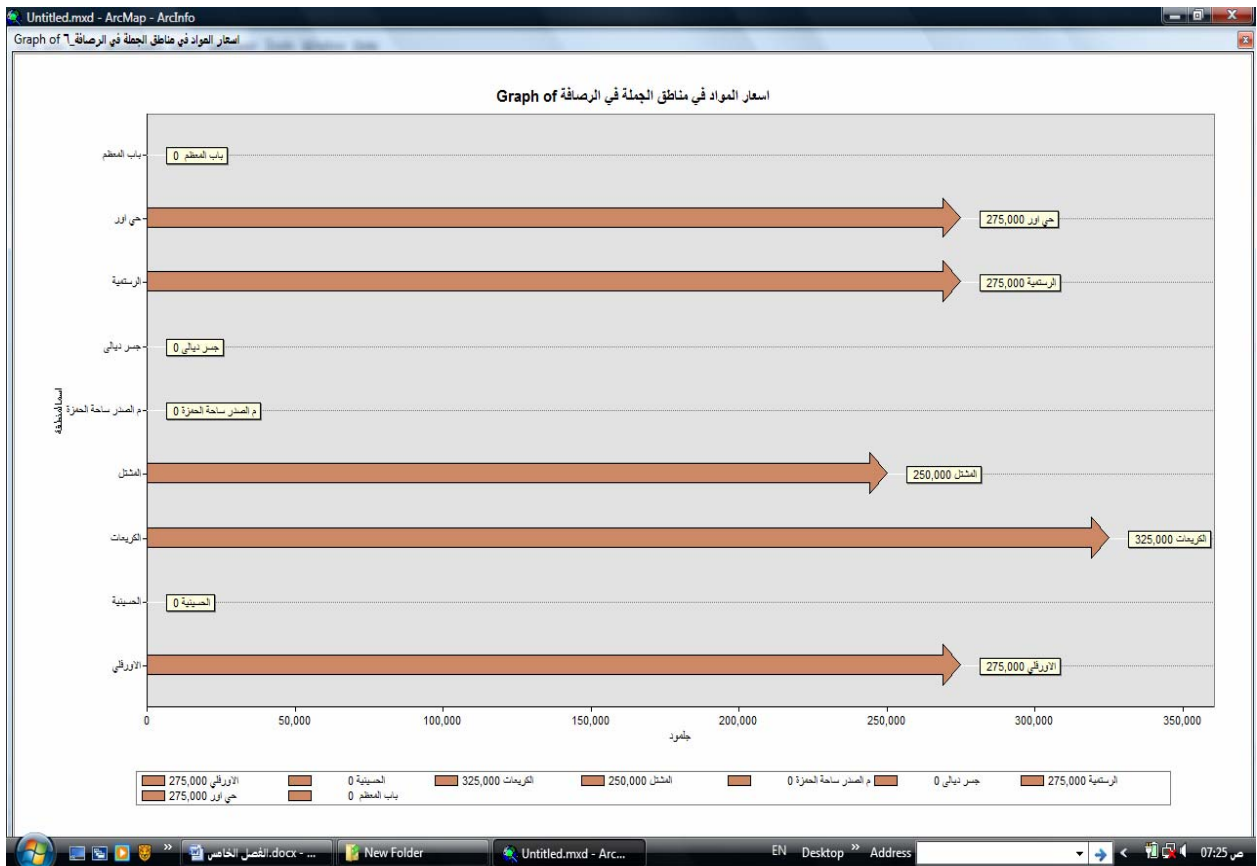 Untitled.mxd - ArcMap - ArcInfo
Graph of اسعار المواد في مناطق الجملة في الرصافة_٦
Graph of اسعار المواد في مناطق الجملة في الرصافة
باب المعظم
باب المعظم 0
حي اور
حي اور 275,000
الرستمية
الرستمية 275,000
جسر ديالى
جسر ديالى 0
م الصدر ساحة الحمزة
م الصدر ساحة الحمزة 0
المشتل
المشتل 250,000
الكريعات
الكريعات 325,000
الحسينية
الحسينية 0
الاورفلي
الاورفلي 275,000
0 50,000 100,000 150,000 200,000 250,000 300,000 350,000
جلمود
الاورفلي 275,000 الحسينية 0 الكريعات 325,000 المشتل 250,000 م الصدر ساحة الحمزة 0 جسر ديالى 0 الرستمية 275,000
حي اور 275,000 باب المعظم 0
الفصل الخامس.docx - ... New Folder Untitled.mxd - Arc... EN Desktop » Address 07:25 ص